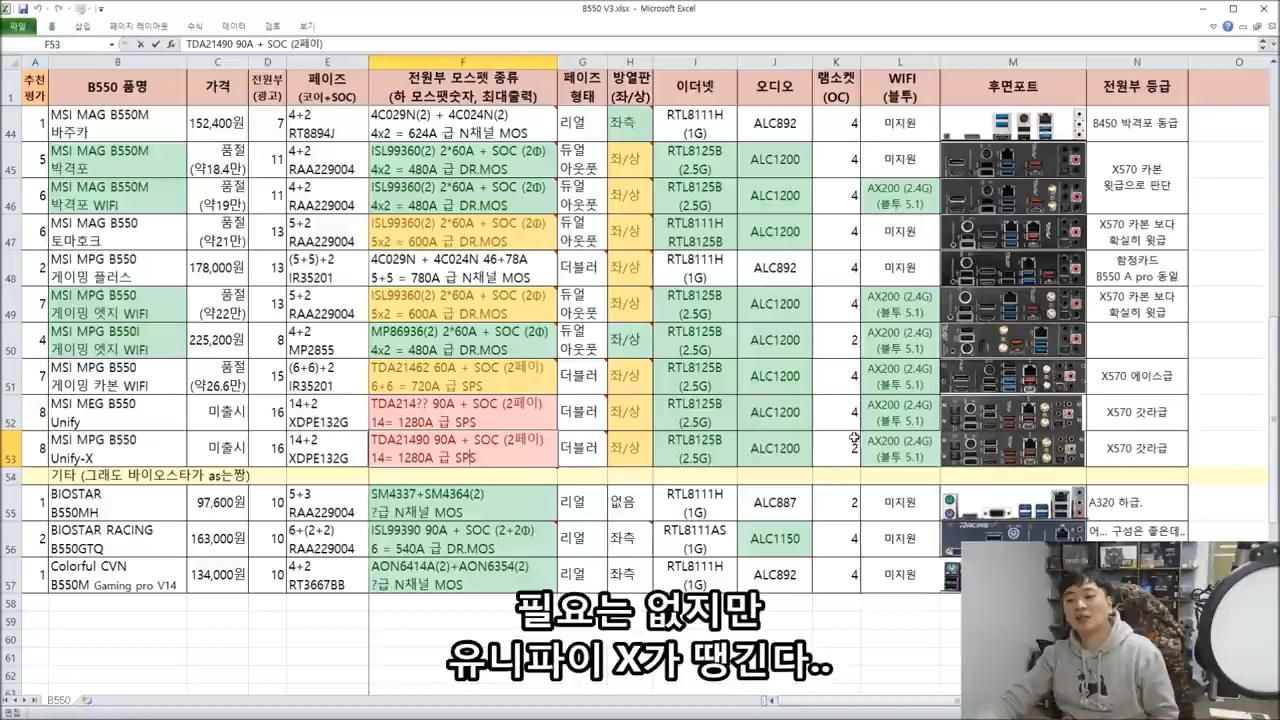 B550 V3.xlsx - Microsoft Excel
파일 홈 삽입 페이지 레이아웃 수식 데이터 검토 보기
F53 TDA21490 90A + SOC (2페이)
A B C D E F G H I J K L M N O
1 추천 평가 B550 품명 가격 전원부 (광고) 페이즈 (코어+SOC) 전원부 모스펫 종류 (하 모스펫숫자, 최대출력) 페이즈 형태 방열판 (좌/상) 이더넷 오디오 램소켓 (OC) WIFI (블투) 후면포트 전원부 등급
44 1 MSI MAG B550M 바주카 152,400원 7 4+2 RT8894J 4C029N(2) + 4C024N(2) 4x2 = 624A 급 N채널 MOS 리얼 좌측 RTL8111H (1G) ALC892 4 미지원 B450 박격포 동급
45 5 MSI MAG B550M 박격포 품절 (약18.4만) 11 4+2 RAA229004 ISL99360(2) 2*60A + SOC (2Φ) 4x2 = 480A 급 DR.MOS 듀얼 아웃풋 좌/상 RTL8125B (2.5G) ALC1200 4 미지원 X570 카본 윗급으로 판단
46 6 MSI MAG B550M 박격포 WIFI 품절 (약19만) 11 4+2 RAA229004 ISL99360(2) 2*60A + SOC (2Φ) 4x2 = 480A 급 DR.MOS 듀얼 아웃풋 좌/상 RTL8125B (2.5G) ALC1200 4 AX200 (2.4G) (블투 5.1)
47 6 MSI MAG B550 토마호크 품절 (약21만) 13 5+2 RAA229004 ISL99360(2) 2*60A + SOC (2Φ) 5x2 = 600A 급 DR.MOS 듀얼 아웃풋 좌/상 RTL8111H RTL8125B ALC1200 4 미지원 X570 카본 보다 확실히 윗급
48 2 MSI MPG B550 게이밍 플러스 178,000원 13 (5+5)+2 IR35201 4C029N + 4C024N 46+78A 5+5 = 780A 급 N채널 MOS 더블러 좌/상 RTL8111H (1G) ALC892 4 미지원 함정카드 B550 A pro 동일
49 7 MSI MPG B550 게이밍 엣지 WIFI 품절 (약22만) 13 5+2 RAA229004 ISL99360(2) 2*60A + SOC (2Φ) 5x2 = 600A 급 DR.MOS 듀얼 아웃풋 좌/상 RTL8125B (2.5G) ALC1200 4 AX200 (2.4G) (블투 5.1) X570 카본 보다 확실히 윗급
50 4 MSI MPG B550I 게이밍 엣지 WIFI 225,200원 8 4+2 MP2855 MP86936(2) 2*60A + SOC (2Φ) 4x2 = 480A 급 DR.MOS 듀얼 아웃풋 좌/상 RTL8125B (2.5G) ALC1200 2 AX200 (2.4G) (블투 5.1)
51 7 MSI MPG B550 게이밍 카본 WIFI 품절 (약26.6만) 15 (6+6)+2 IR35201 TDA21462 60A + SOC (2페이) 6+6 = 720A 급 SPS 더블러 좌/상 RTL8125B (2.5G) ALC1200 4 AX200 (2.4G) (블투 5.1) X570 에이스급
52 8 MSI MEG B550 Unify 미출시 16 14+2 XDPE132G TDA214?? 90A + SOC (2페이) 14= 1280A 급 SPS 더블러 좌/상 RTL8125B (2.5G) ALC1200 4 AX200 (2.4G) (블투 5.1) X570 갓라급
53 8 MSI MPG B550 Unify-X 미출시 16 14+2 XDPE132G TDA21490 90A + SOC (2페이) 14= 1280A 급 SPS 더블러 좌/상 RTL8125B (2.5G) ALC1200 2 AX200 (2.4G) (블투 5.1) X570 갓라급
54 기타 (그래도 바이오스타가 as는짱)
55 1 BIOSTAR B550MH 97,600원 10 5+3 RAA229004 SM4337+SM4364(2) ?급 N채널 MOS 리얼 없음 RTL8111H (1G) ALC887 2 미지원 A320 하급.
56 2 BIOSTAR RACING B550GTQ 163,000원 10 6+(2+2) RAA229004 ISL99390 90A + SOC (2+2Φ) 6 = 540A 급 DR.MOS 리얼 좌측 RTL8111AS (1G) ALC1150 4 미지원 어... 구성은 좋은데..
57 1 Colorful CVN B550M Gaming pro V14 134,000원 10 4+2 RT3667BB AON6414A(2)+AON6354(2) ?급 N채널 MOS 리얼 좌측 RTL8111H (1G) ALC892 4 미지원
58
59
60
61
62
63
필요는 없지만
유니파이 X가 땡긴다..
B550
편집